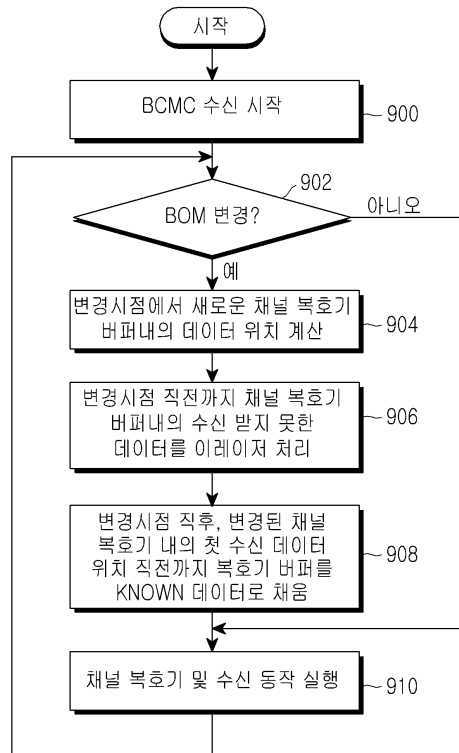 시작
BCMC 수신 시작
900
902
BOM 변경?
아니오
예
변경시점에서 새로운 채널 복호기
버퍼내의 데이터 위치 계산
904
변경시점 직전까지 채널 복호기
버퍼내의 수신 받지 못한
데이터를 이레이저 처리
906
변경시점 직후, 변경된 채널
복호기 내의 첫 수신 데이터
위치 직전까지 복호기 버퍼를
KNOWN 데이터로 채움
908
채널 복호기 및 수신 동작 실행
910